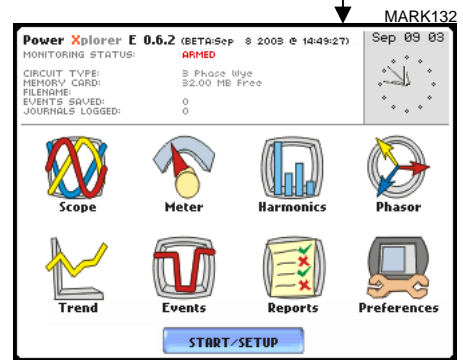 MARK132
Power Xplorer E 0.6.2 (BETA:Sep 8 2003 @ 14:49:27)
Sep 09 03
MONITORING STATUS: ARMED
CIRCUIT TYPE: 3 Phase Wye
MEMORY CARD: 32.00 MB Free
FILENAME:
EVENTS SAVED: 0
JOURNALS LOGGED: 0
Scope Meter Harmonics Phasor
Trend Events Reports Preferences
START/SETUP